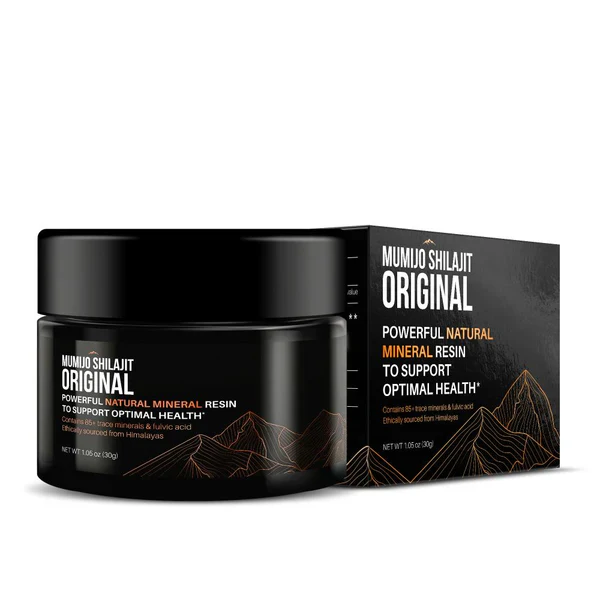 MUMIJO SHILAJIT
ORIGINAL
POWERFUL NATURAL MINERAL RESIN
TO SUPPORT OPTIMAL HEALTH*
Contains 85+ trace minerals & fulvic acid
Ethically sourced from Himalayas
NET WT 1.05 oz (30g)
**
MUMIJO SHILAJIT
ORIGINAL
POWERFUL NATURAL
MINERAL RESIN
TO SUPPORT
OPTIMAL HEALTH*
Contains 85+ trace minerals & fulvic acid
Ethically sourced from Himalayas
NET WT 1.05 oz (30g)